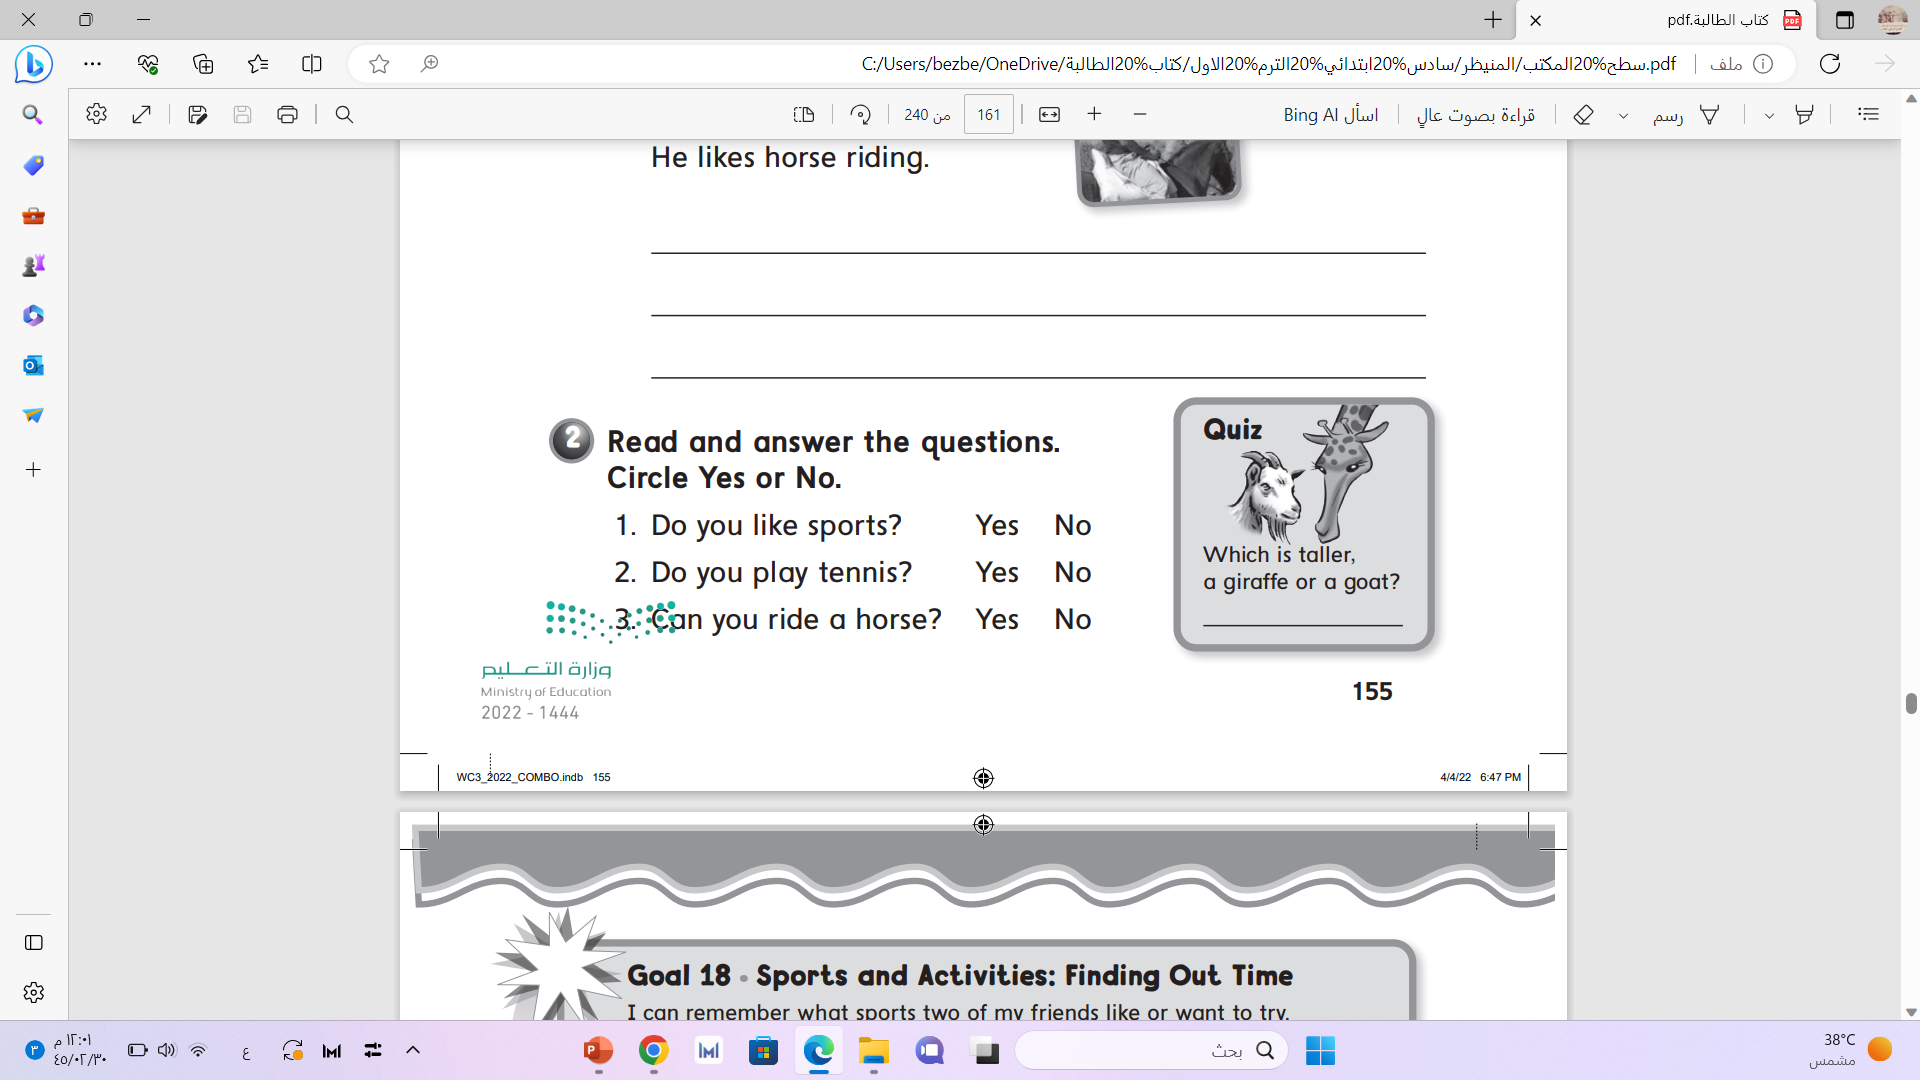 كتاب الطالبة.pdf
ملف
C:/Users/bezbe/OneDrive/سطح%20المكتب/المنيظر/سادس%20ابتدائي%20الترم%20الاول/كتاب%20الطالبة.pdf
161
من 240
اسأل Bing AI
قراءة بصوت عالٍ
رسم
He likes horse riding.
2
Read and answer the questions.
Circle Yes or No.
1. Do you like sports? Yes No
2. Do you play tennis? Yes No
3. Can you ride a horse? Yes No
Quiz
Which is taller,
a giraffe or a goat?
وزارة التعـــليم
Ministry of Education
2022 - 1444
155
WC3_2022_COMBO.indb 155
4/4/22 6:47 PM
Goal 18 • Sports and Activities: Finding Out Time
I can remember what sports two of my friends like or want to try.
٣
١٢:٠١ م
٤٥/٠٢/٣٠
ع
بحث
38°C
مشمس